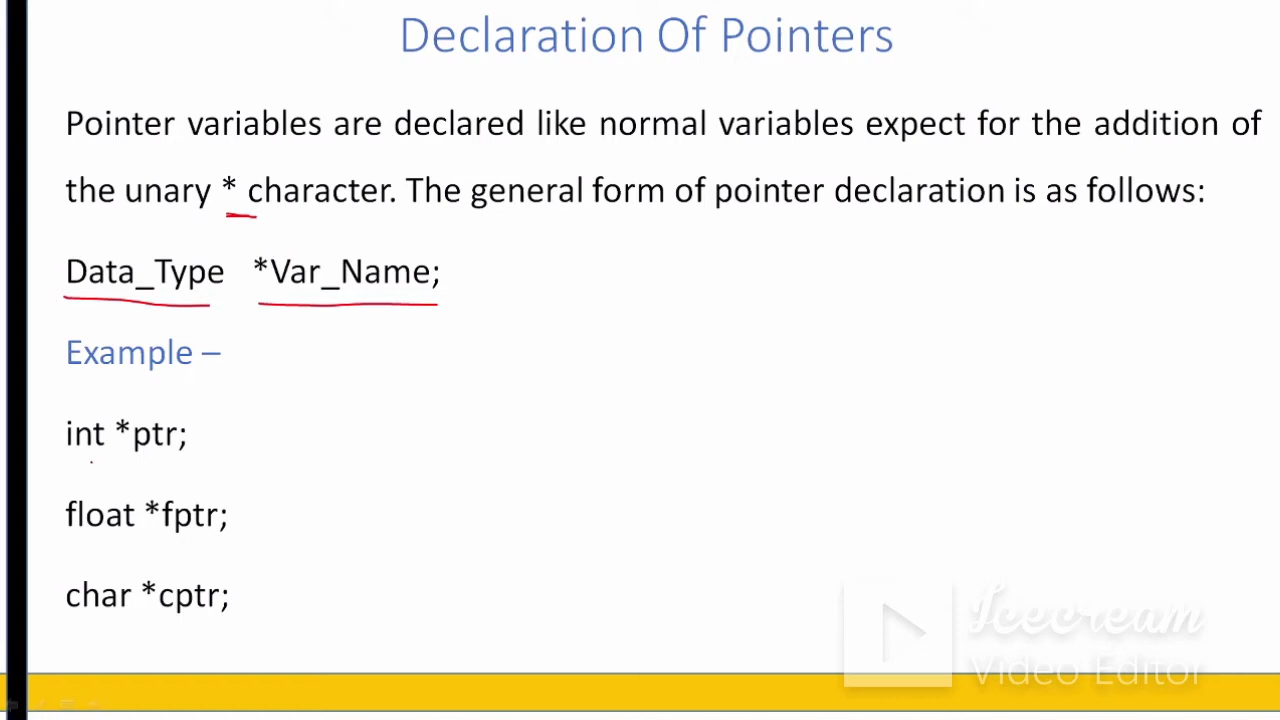 Declaration Of Pointers
Pointer variables are declared like normal variables expect for the addition of
the unary * character. The general form of pointer declaration is as follows:
Data_Type *Var_Name;
Example –
int *ptr;
float *fptr;
char *cptr;
Icecream
Video Editor